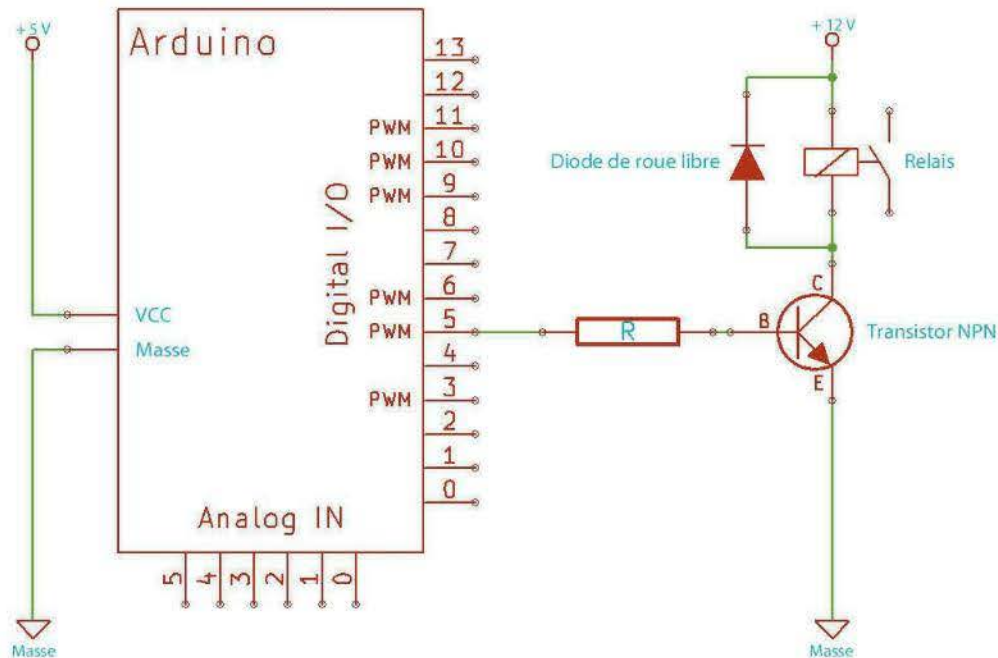 + 5 V
Arduino
+ 12 V
13
12
PWM 11
PWM 10
PWM 9
8
7
PWM 6
PWM 5
4
PWM 3
2
1
0
Digital I/O
VCC
Masse
Analog IN
5 4 3 2 1 0
Masse
R
Diode de roue libre
Relais
C
B
E
Transistor NPN
Masse